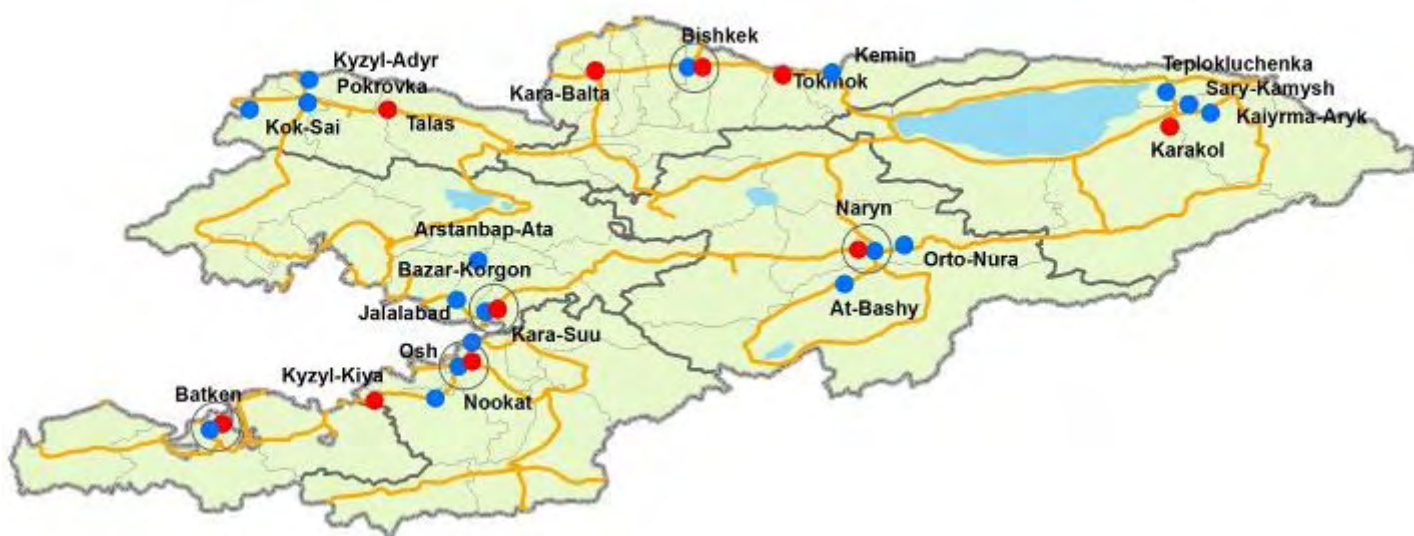 Bishkek
Kyzyl-Adyr
Kemin
Teplokluchenka
Pokrovka
Kara-Balta
Tokmok
Sary-Kamysh
Kok-Sai
Talas
Kaiyrma-Aryk
Karakol
Naryn
Arstanbap-Ata
Orto-Nura
Bazar-Korgon
At-Bashy
Jalalabad
Kara-Suu
Osh
Kyzyl-Kiya
Batken
Nookat